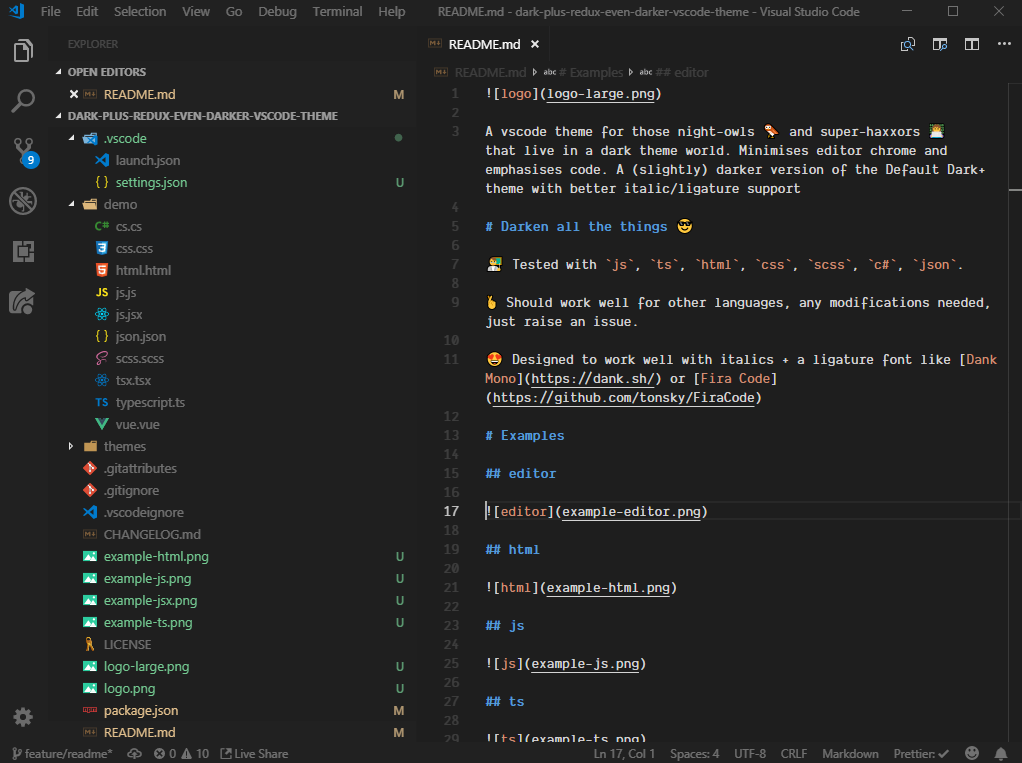 File Edit Selection View Go Debug Terminal Help README.md - dark-plus-redux-even-darker-vscode-theme - Visual Studio Code
EXPLORER
OPEN EDITORS
README.md M
DARK-PLUS-REDUX-EVEN-DARKER-VSCODE-THEME
.vscode
launch.json
{ } settings.json U
demo
C# cs.cs
css.css
html.html
JS js.js
js.jsx
{ } json.json
scss.scss
tsx.tsx
TS typescript.ts
vue.vue
themes
.gitattributes
.gitignore
.vscodeignore
CHANGELOG.md
example-html.png U
example-js.png U
example-jsx.png U
example-ts.png U
LICENSE
logo-large.png U
logo.png U
package.json M
README.md M
9
README.md
README.md abc # Examples abc ## editor
1 ![logo](logo-large.png)
2
3 A vscode theme for those night-owls 🦜 and super-haxxors 👨‍💻
that live in a dark theme world. Minimises editor chrome and
emphasises code. A (slightly) darker version of the Default Dark+
theme with better italic/ligature support
4
5 # Darken all the things 😎
6
7 👨‍🏫 Tested with `js`, `ts`, `html`, `css`, `scss`, `c#`, `json`.
8
9 🤞 Should work well for other languages, any modifications needed,
just raise an issue.
10
11 🤩 Designed to work well with italics + a ligature font like [Dank
Mono](https://dank.sh/) or [Fira Code]
(https://github.com/tonsky/FiraCode)
12
13 # Examples
14
15 ## editor
16
17 ![editor](example-editor.png)
18
19 ## html
20
21 ![html](example-html.png)
22
23 ## js
24
25 ![js](example-js.png)
26
27 ## ts
28
29 ![ts](example-ts.png)
feature/readme* 0 10 Live Share Ln 17, Col 1 Spaces: 4 UTF-8 CRLF Markdown Prettier: ✓